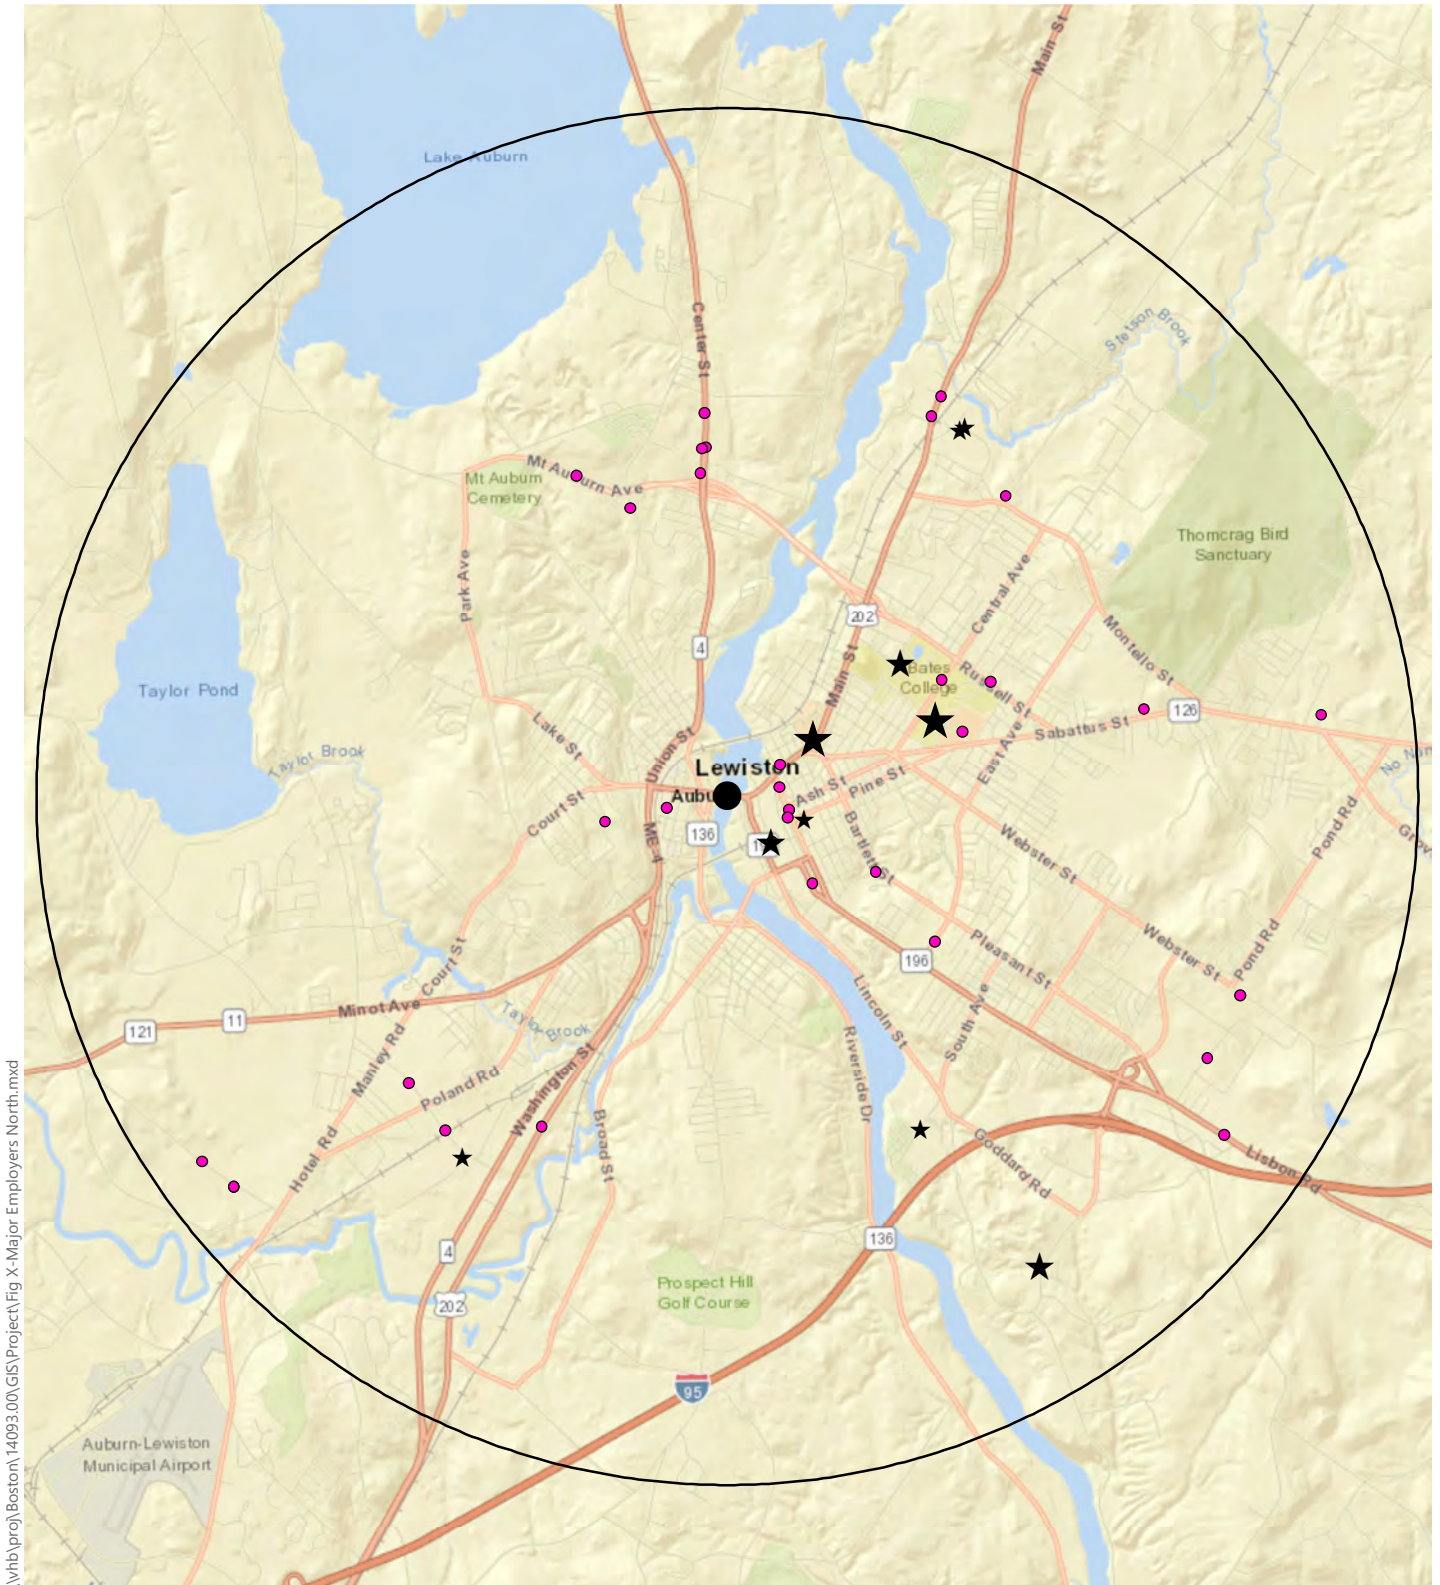 Main St
Lake Auburn
Center St
Stetson Brook
Mt Auburn Ave
Mt Auburn
Cemetery
Thorncrag Bird
Sanctuary
Park Ave
Central Ave
202
Montello St
4
Main St
Bates
College
Russell St
Taylor Pond
126
Lake St
Union St
Sabattus St
East Ave
Taylor Brook
Lewiston
Pine St
Ash St
Court St
136
ME-4
Bartlett St
Webster St
Pond Rd
Court St
196
Pleasant St
Webster St
Pond Rd
Minot Ave
11
121
Taylor Brook
Lincoln St
South Ave
Manley Rd
Riverside Dr
Poland Rd
Washington St
Broad St
Hotel Rd
Goddard Rd
Lisbon Rd
4
136
Prospect Hill
Golf Course
202
95
Auburn-Lewiston
Municipal Airport
\vhb\proj\Boston\14093.00\GIS\Project\Fig X-Major Employers North.mxd